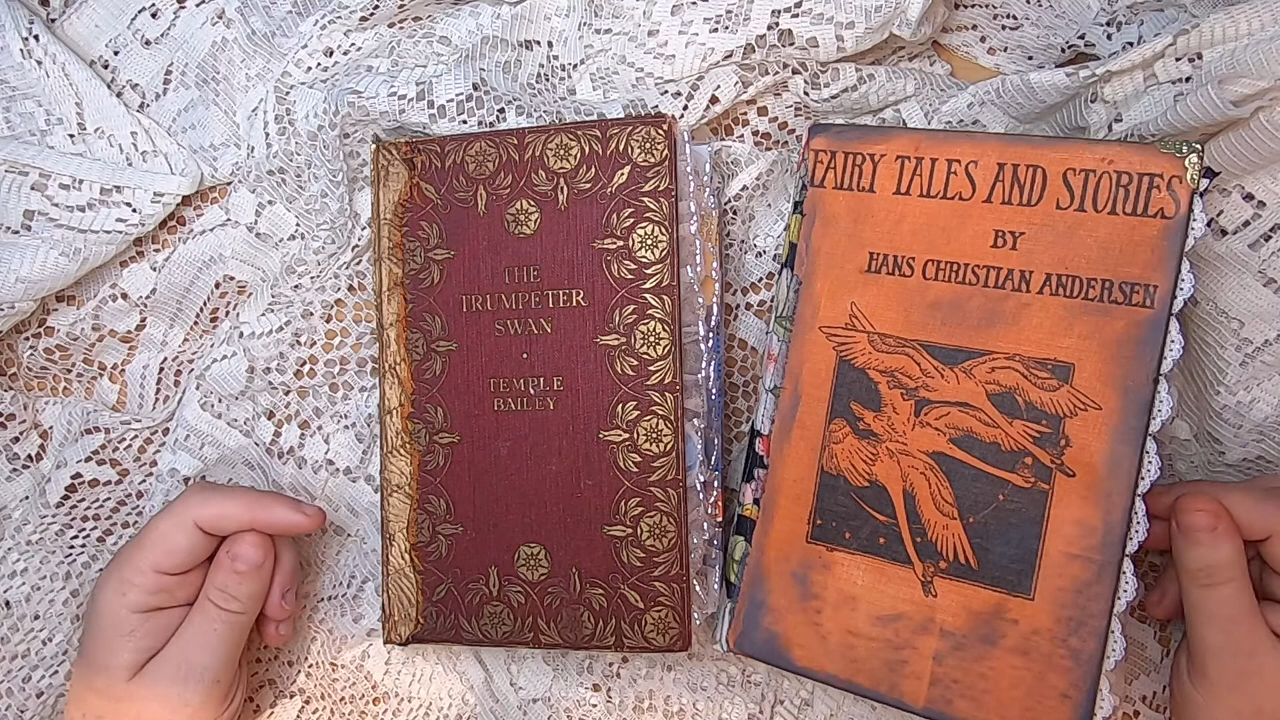 THE
TRUMPETER
SWAN
TEMPLE
BAILEY
FAIRY TALES AND STORIES
BY
HANS CHRISTIAN ANDERSEN